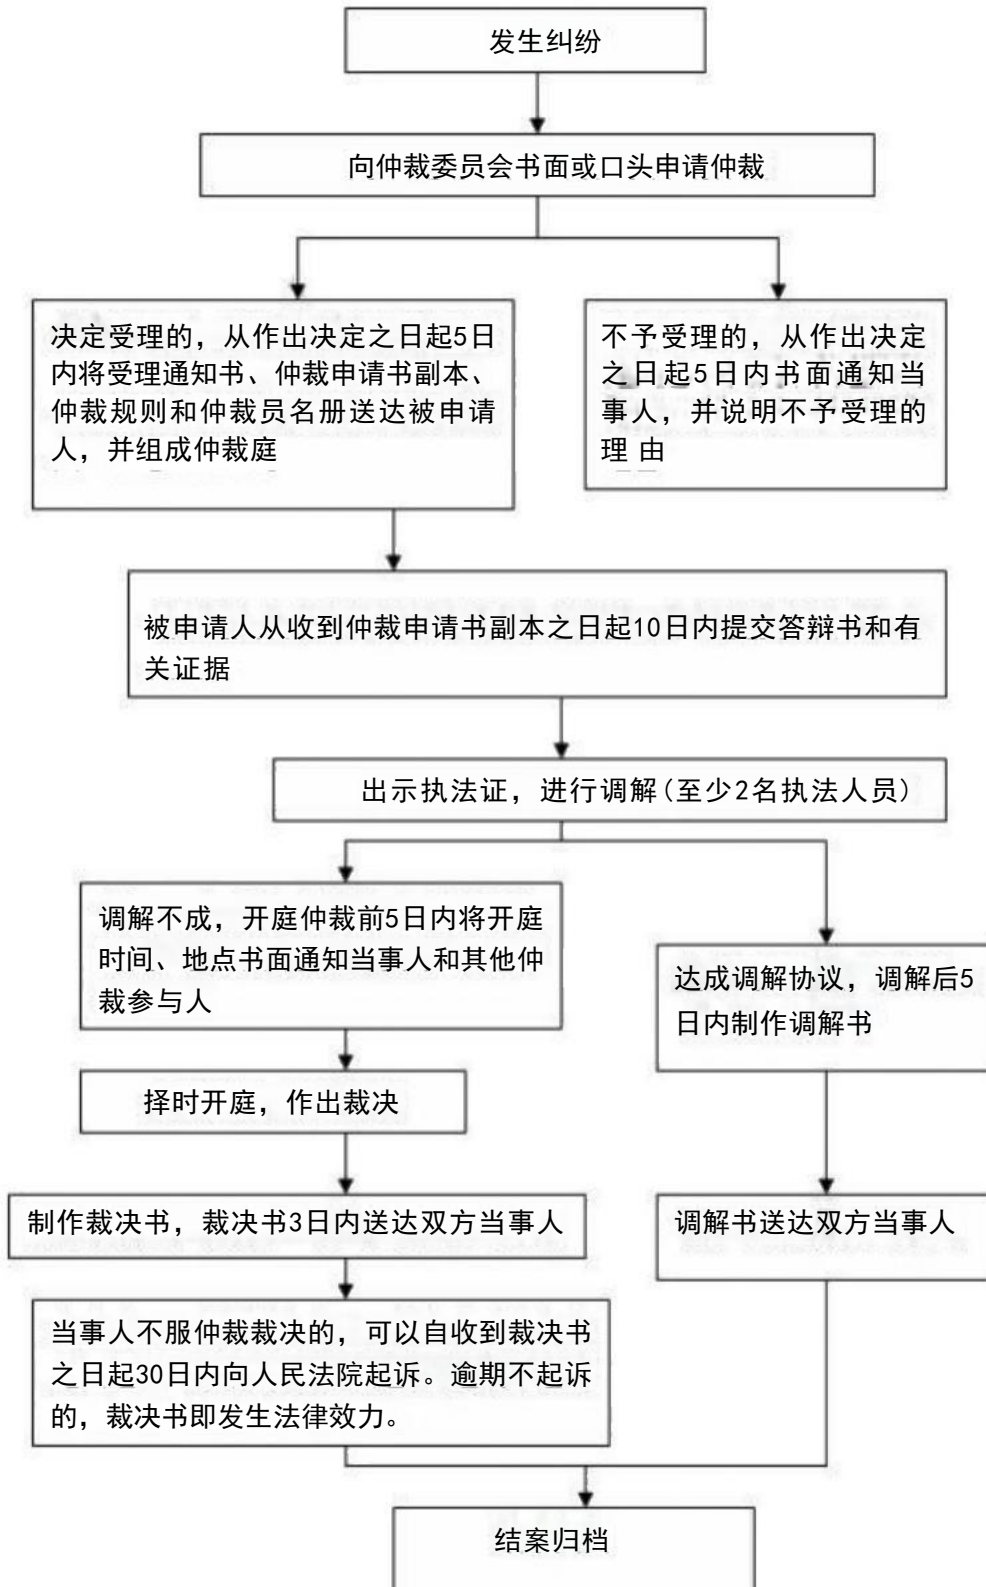 发生纠纷
向仲裁委员会书面或口头申请仲裁
决定受理的，从作出决定之日起5日
内将受理通知书、仲裁申请书副本、
仲裁规则和仲裁员名册送达被申请
人，并组成仲裁庭
不予受理的，从作出决定
之日起5日内书面通知当
事人，并说明不予受理的
理 由
被申请人从收到仲裁申请书副本之日起10日内提交答辩书和有
关证据
出示执法证，进行调解(至少2名执法人员)
调解不成，开庭仲裁前5日内将开庭
时间、地点书面通知当事人和其他仲
裁参与人
达成调解协议，调解后5
日内制作调解书
择时开庭，作出裁决
制作裁决书，裁决书3日内送达双方当事人
调解书送达双方当事人
当事人不服仲裁裁决的，可以自收到裁决书
之日起30日内向人民法院起诉。逾期不起诉
的，裁决书即发生法律效力。
结案归档